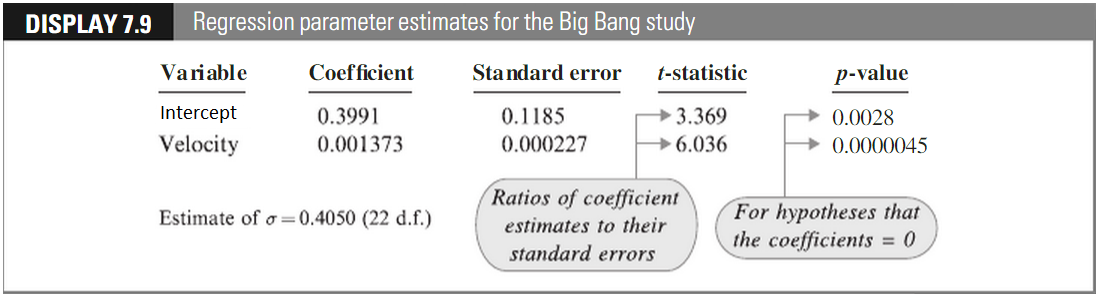 DISPLAY 7.9 Regression parameter estimates for the Big Bang study
Variable Coefficient Standard error t-statistic p-value
Intercept 0.3991 0.1185 3.369 0.0028
Velocity 0.001373 0.000227 6.036 0.0000045
Estimate of σ = 0.4050 (22 d.f.)
Ratios of coefficient
estimates to their
standard errors
For hypotheses that
the coefficients = 0